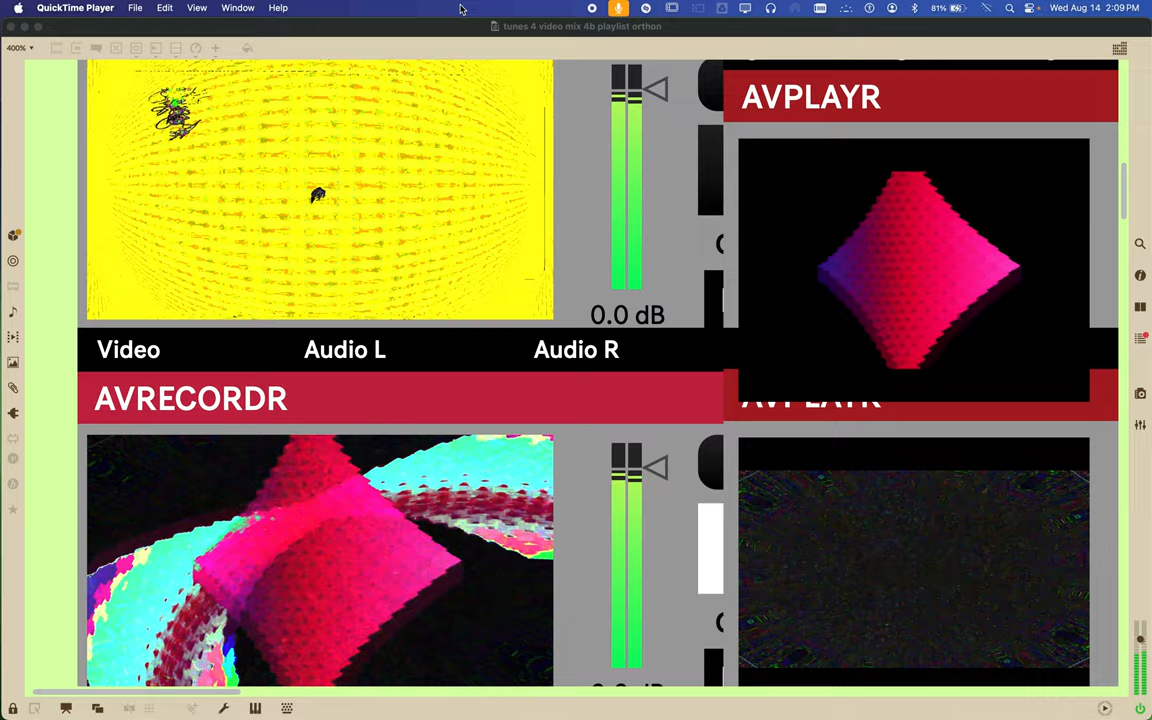 QuickTime Player File Edit View Window Help 81% Wed Aug 14 2:09 PM
tunes 4 video mix 4b playlist orthon
400%
AVPLAYR
0.0 dB
Video Audio L Audio R
AVRECORDR
AVPLAYR